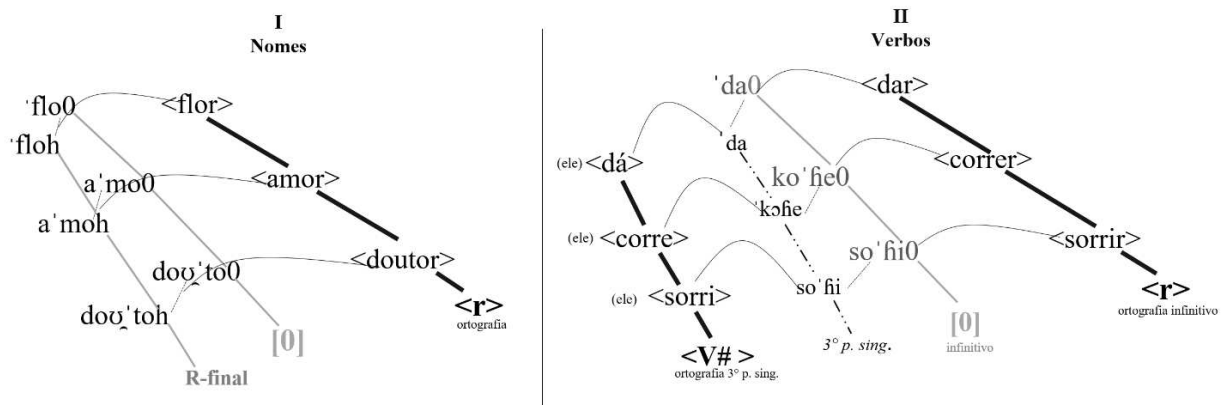 I
Nomes
ˈflo0
<flor>
ˈfloh
aˈmo0
<amor>
aˈmoh
doʊ̯ˈto0
<doutor>
doʊ̯ˈtoh
<r>
ortografia
[0]
R-final
II
Verbos
ˈda0
<dar>
ˈda
(ele) <dá>
<correr>
koˈɦe0
ˈkɔɦe
(ele) <corre>
<sorrir>
soˈɦi0
soˈɦi
(ele) <sorri>
<r>
ortografia infinitivo
[0]
infinitivo
3° p. sing.
<V# >
ortografia 3° p. sing.